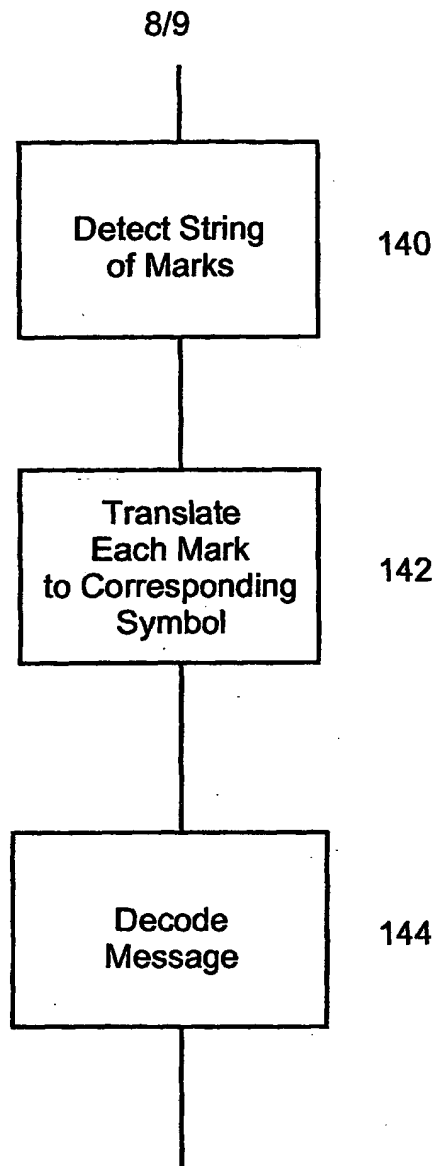 8/9
Detect String
of Marks
140
Translate
Each Mark
to Corresponding
Symbol
142
Decode
Message
144